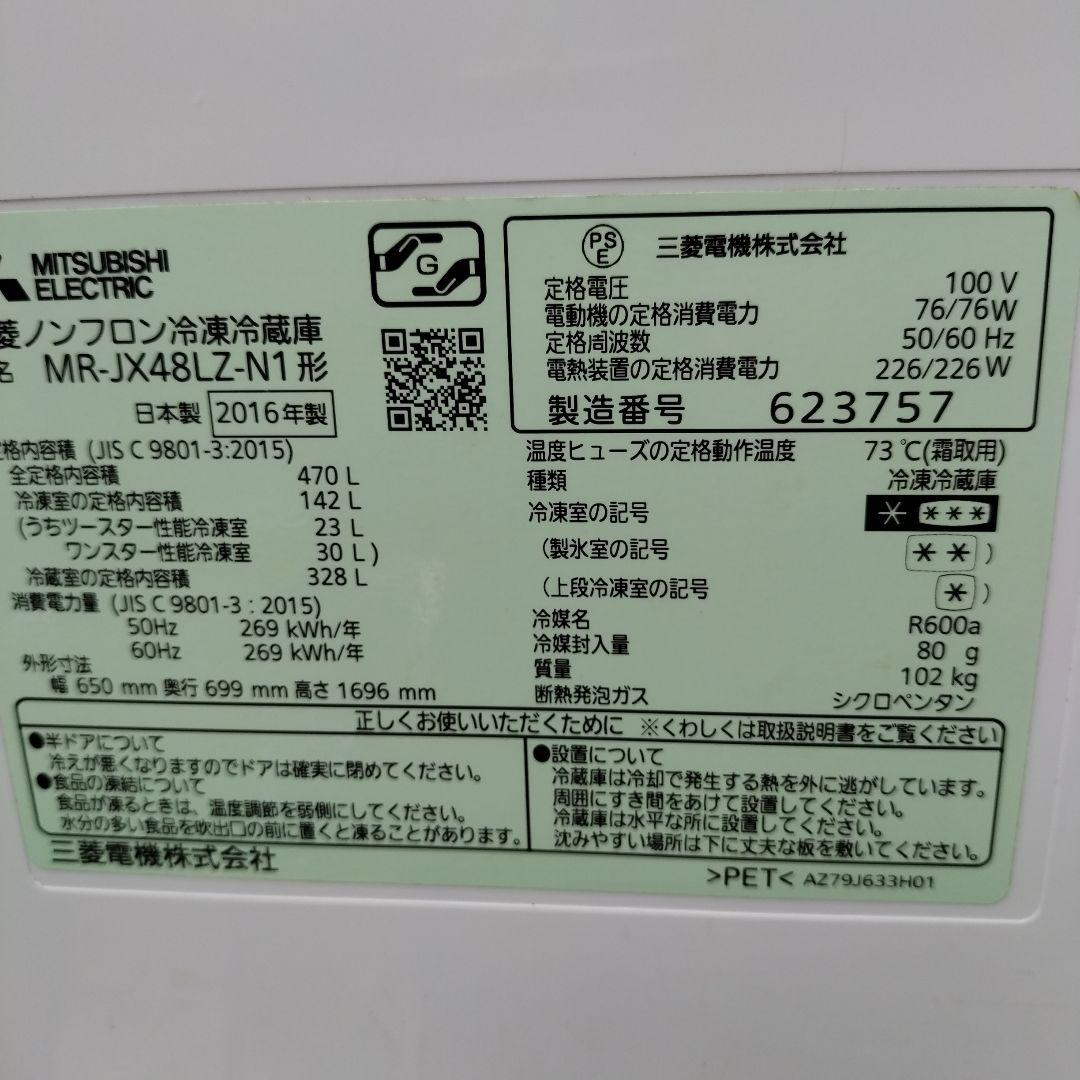 MITSUBISHI
ELECTRIC
G
菱ノンフロン冷凍冷蔵庫
名 MR-JX48LZ-N1形
日本製 2016年製
定格内容積 (JIS C 9801-3:2015)
全定格内容積 470 L
冷凍室の定格内容積 142 L
(うちツースター性能冷凍室 23 L
ワンスター性能冷凍室 30 L)
冷蔵室の定格内容積 328 L
消費電力量 (JIS C 9801-3 : 2015)
50Hz 269 kWh/年
60Hz 269 kWh/年
外形寸法
幅 650 mm 奥行 699 mm 高さ 1696 mm
PSE 三菱電機株式会社
定格電圧 100 V
電動機の定格消費電力 76/76W
定格周波数 50/60 Hz
電熱装置の定格消費電力 226/226W
製造番号 623757
温度ヒューズの定格動作温度 73℃(霜取用)
種類 冷凍冷蔵庫
冷凍室の記号 * ***
(製氷室の記号 **)
(上段冷凍室の記号 *)
冷媒名 R600a
冷媒封入量 80 g
質量 102 kg
断熱発泡ガス シクロペンタン
正しくお使いいただくために ※くわしくは取扱説明書をご覧ください
●半ドアについて
冷えが悪くなりますのでドアは確実に閉めてください。
●食品の凍結について
食品が凍るときは、温度調節を弱側にしてください。
水分の多い食品を吹出口の前に置くと凍ることがあります。
●設置について
冷蔵庫は冷却で発生する熱を外に逃がしています。
周囲にすき間をあけて設置してください。
冷蔵庫は水平な所に設置してください。
沈みやすい場所は下に丈夫な板を敷いてください。
三菱電機株式会社
>PET< AZ79J633H01